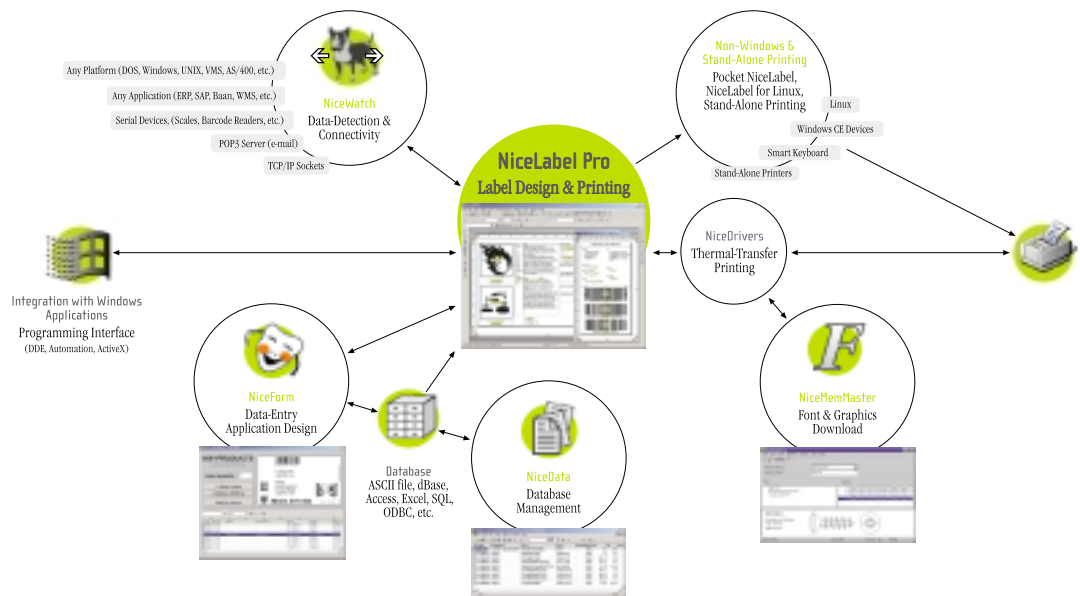 NiceWatch
Data-Detection &
Connectivity
Any Platform (DOS, Windows, UNIX, VMS, AS/400, etc.)
Any Application (ERP, SAP, Baan, WMS, etc.)
Serial Devices, (Scales, Barcode Readers, etc.)
POP3 Server (e-mail)
TCP/IP Sockets
Non-Windows &
Stand-Alone Printing
Pocket NiceLabel,
NiceLabel for Linux,
Stand-Alone Printing
Linux
Windows CE Devices
Smart Keyboard
Stand-Alone Printers
NiceLabel Pro
Label Design & Printing
NiceDrivers
Thermal-Transfer
Printing
Integration with Windows
Applications
Programming Interface
(DDE, Automation, ActiveX)
NiceForm
Data-Entry
Application Design
Database
ASCII file, dBase,
Access, Excel, SQL,
ODBC, etc.
NiceData
Database
Management
F
NiceMemMaster
Font & Graphics
Download